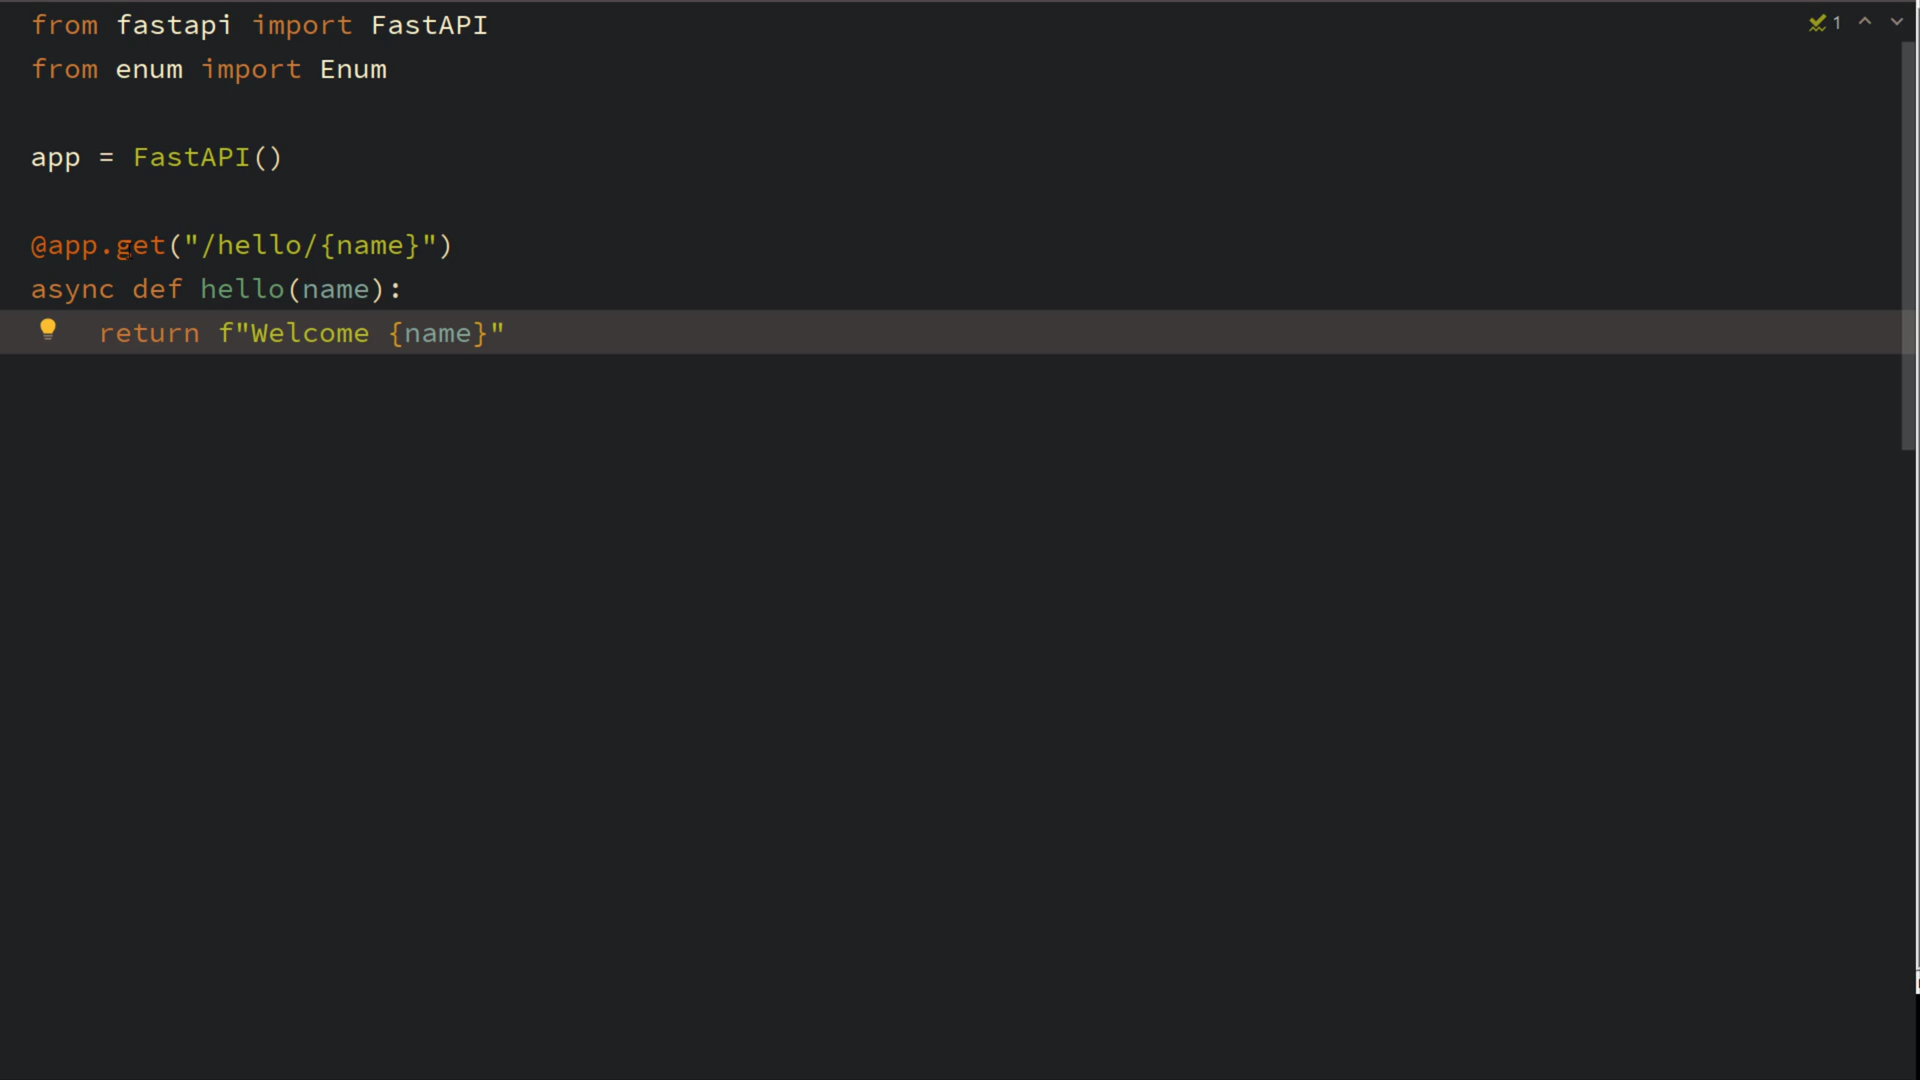 from fastapi import FastAPI
from enum import Enum
app = FastAPI()
@app.get("/hello/{name}")
async def hello(name):
    return f"Welcome {name}"
1